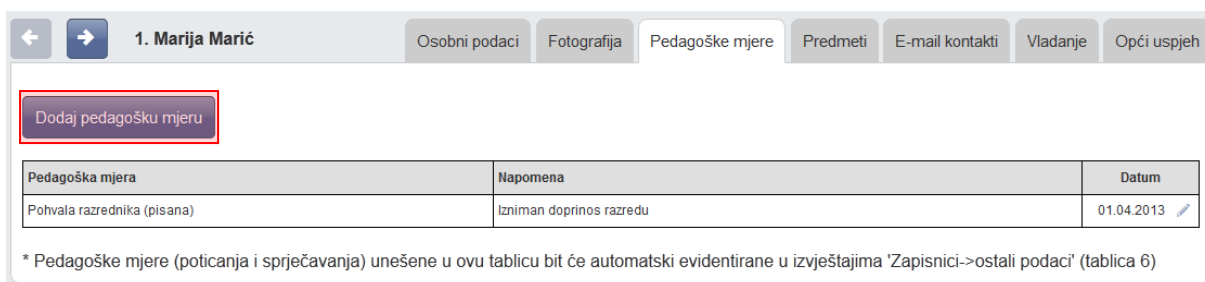 1. Marija Marić Osobni podaci Fotografija Pedagoške mjere Predmeti E-mail kontakti Vladanje Opći uspjeh
Dodaj pedagošku mjeru
Pedagoška mjera Napomena Datum
Pohvala razrednika (pisana) Izniman doprinos razredu 01.04.2013
* Pedagoške mjere (poticanja i sprječavanja) unešene u ovu tablicu bit će automatski evidentirane u izvještajima 'Zapisnici->ostali podaci' (tablica 6)